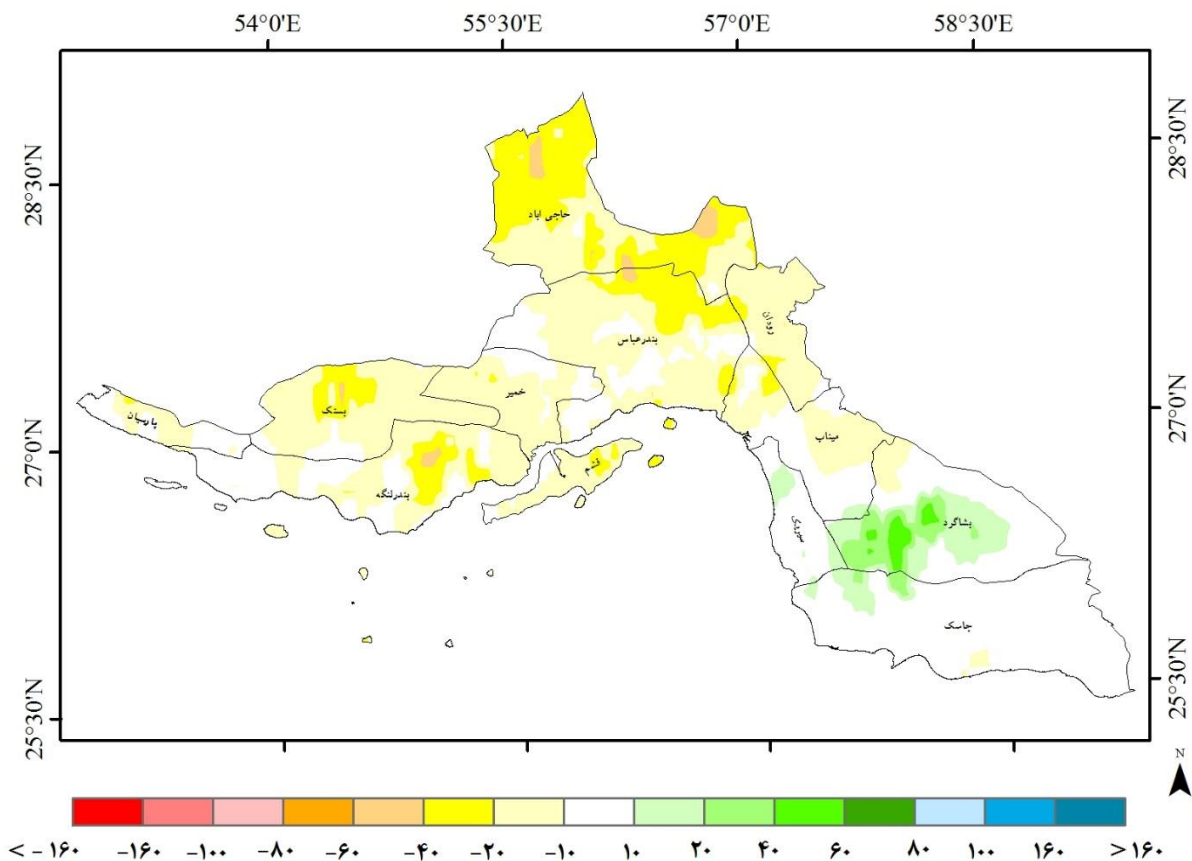 54°0'E 55°30'E 57°0'E 58°30'E
28°30'N
28°30'N
حاجی اباد
رودان
بندرعباس
خمیر
بستک
پارسیان
27°0'N
میناب
27°0'N
قشم
بندرلنگه
بشاگرد
سیریک
جاسک
25°30'N
25°30'N
N
< -۱۶۰ -۱۶۰ -۱۰۰ -۸۰ -۶۰ -۴۰ -۲۰ -۱۰ ۱۰ ۲۰ ۴۰ ۶۰ ۸۰ ۱۰۰ ۱۶۰ >۱۶۰